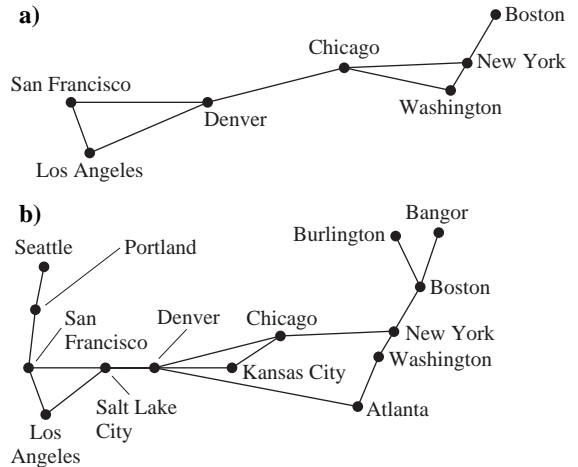 a)
Boston
Chicago
New York
San Francisco
Washington
Denver
Los Angeles
b)
Bangor
Burlington
Seattle
Portland
Boston
San
Francisco
Denver
Chicago
New York
Washington
Kansas City
Salt Lake
City
Atlanta
Los
Angeles